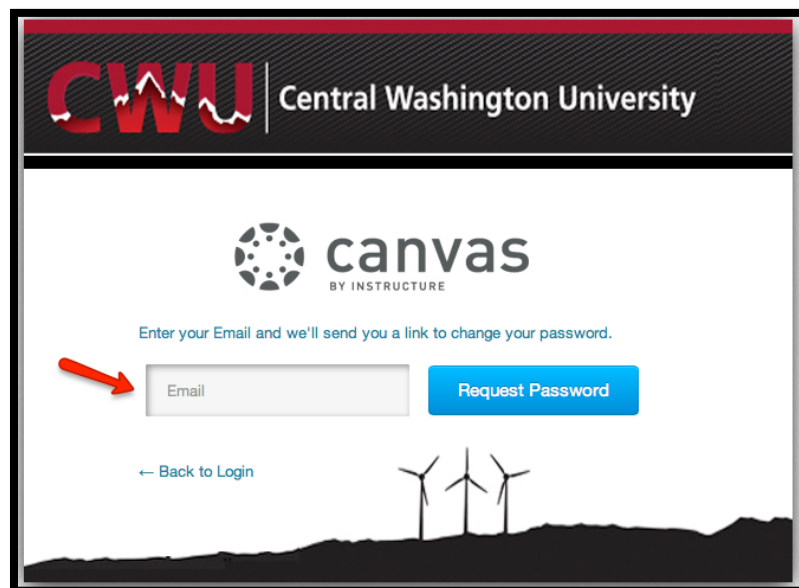 CWU Central Washington University
canvas
BY INSTRUCTURE
Enter your Email and we'll send you a link to change your password.
Email Request Password
← Back to Login